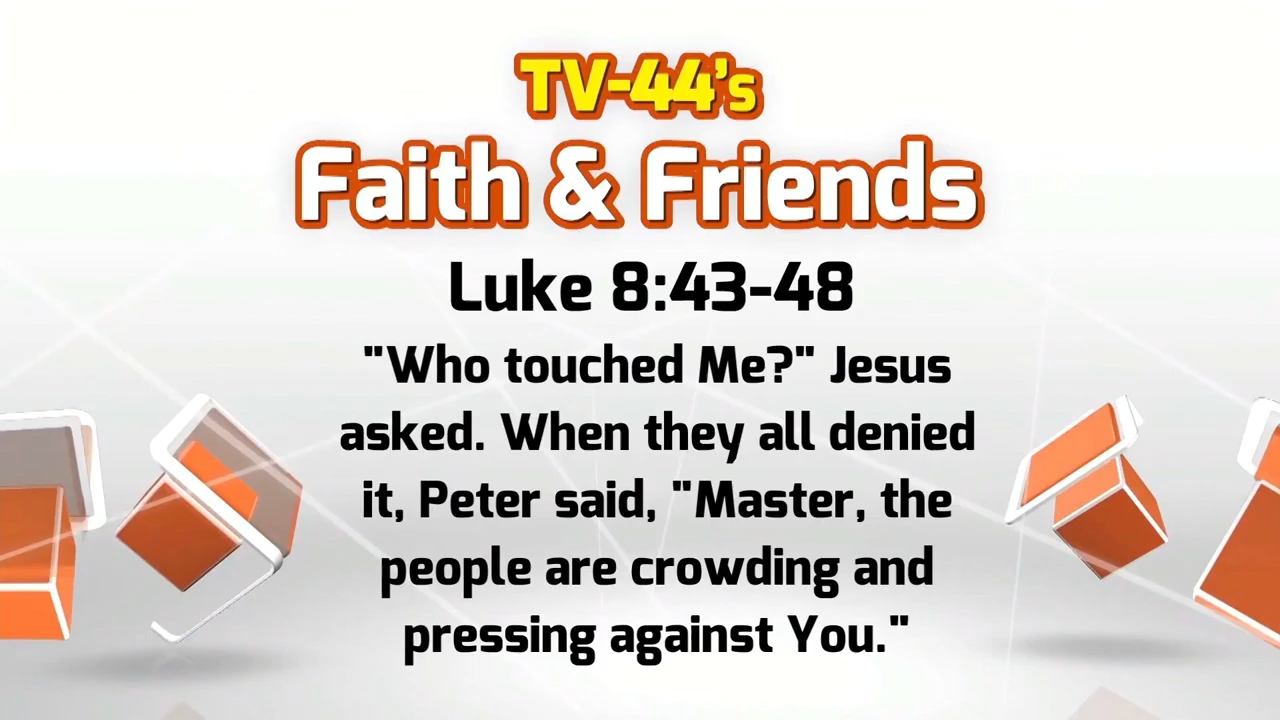 TV-44's
Faith & Friends
Luke 8:43-48
"Who touched Me?" Jesus
asked. When they all denied
it, Peter said, "Master, the
people are crowding and
pressing against You."